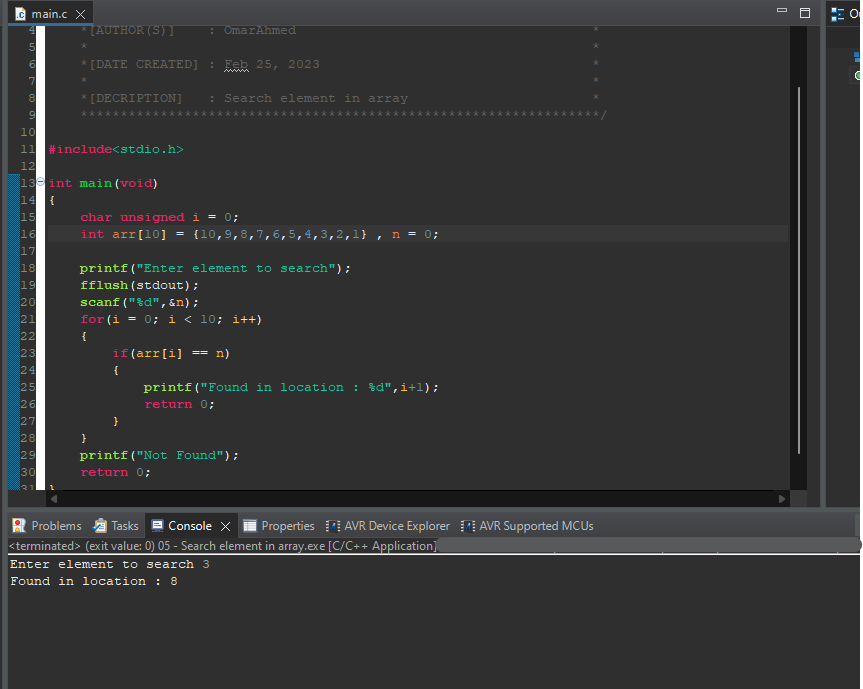 main.c
Ou
4 *[AUTHOR(S)] : OmarAhmed *
5 * *
6 *[DATE CREATED] : Feb 25, 2023 *
7 * *
8 *[DECRIPTION] : Search element in array *
9 *****************************************************************/
10
11 #include<stdio.h>
12
13 int main(void)
14 {
15 char unsigned i = 0;
16 int arr[10] = {10,9,8,7,6,5,4,3,2,1} , n = 0;
17
18 printf("Enter element to search");
19 fflush(stdout);
20 scanf("%d",&n);
21 for(i = 0; i < 10; i++)
22 {
23 if(arr[i] == n)
24 {
25 printf("Found in location : %d",i+1);
26 return 0;
27 }
28 }
29 printf("Not Found");
30 return 0;
31 }
Problems Tasks Console Properties AVR Device Explorer AVR Supported MCUs
<terminated> (exit value: 0) 05 - Search element in array.exe [C/C++ Application]
Enter element to search 3
Found in location : 8